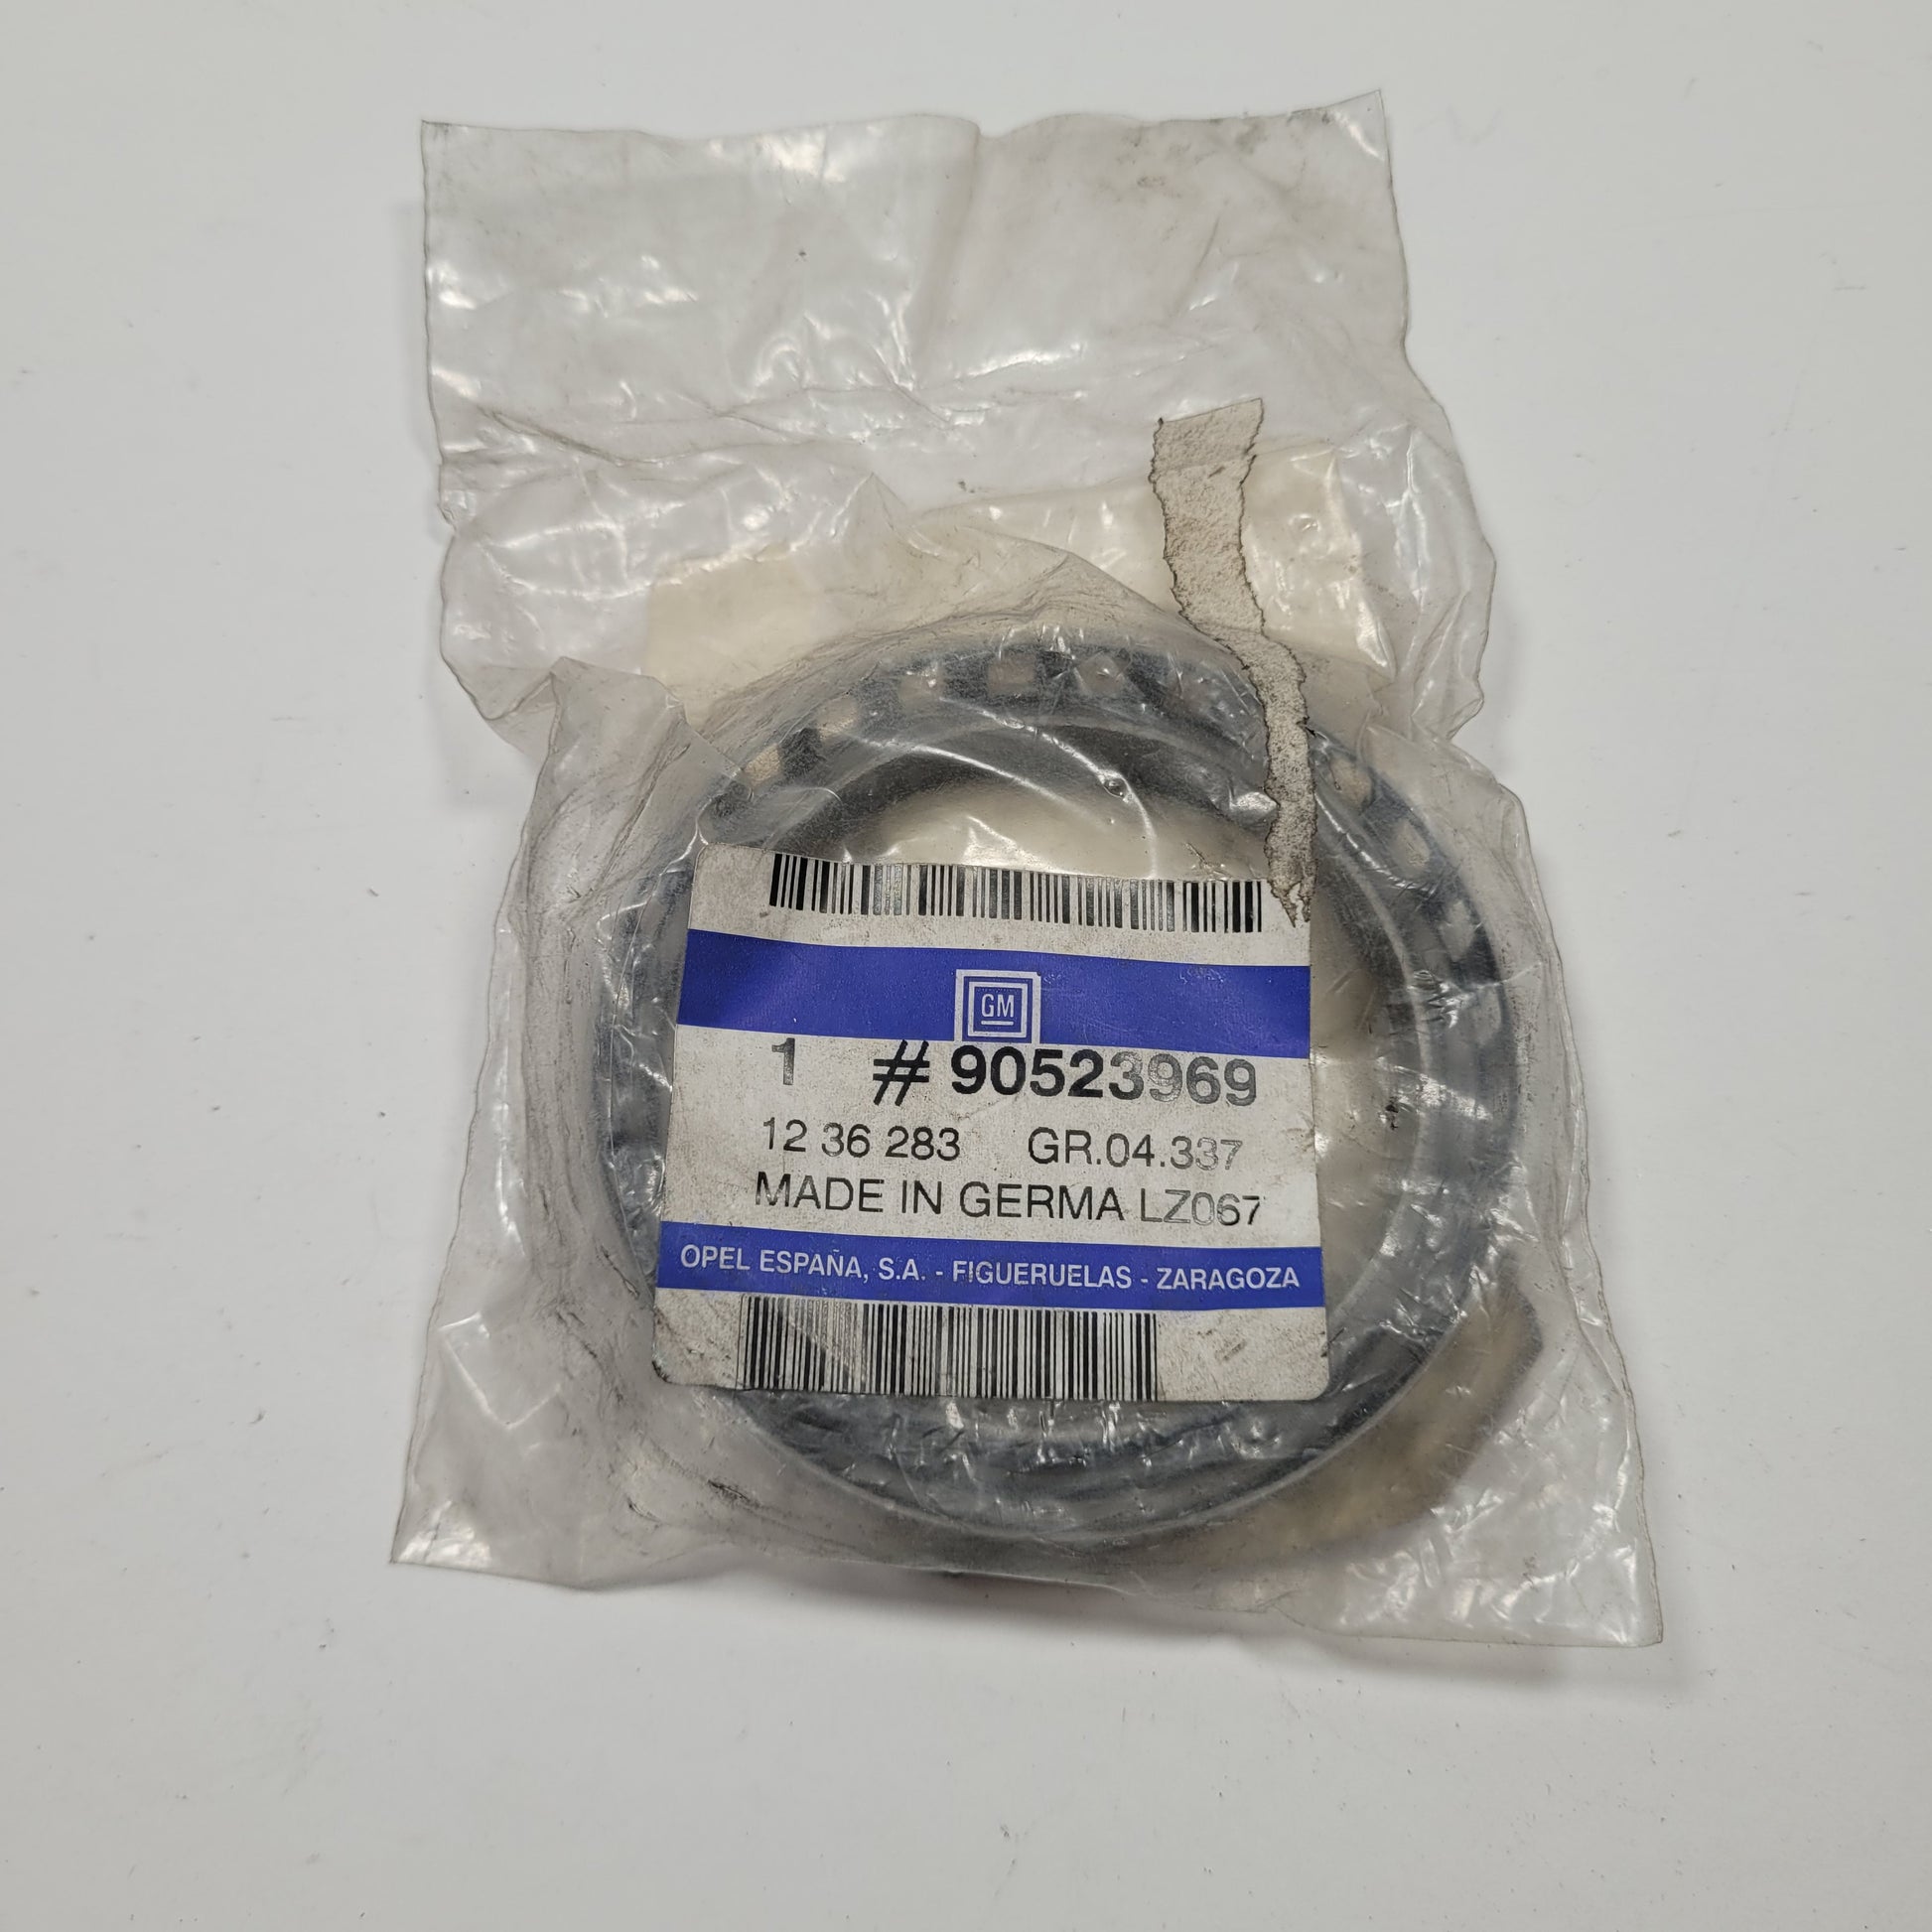 GM
1 #90523969
12 36 283 GR.04.337
MADE IN GERMA LZ067
OPEL ESPAÑA, S.A. - FIGUERUELAS - ZARAGOZA